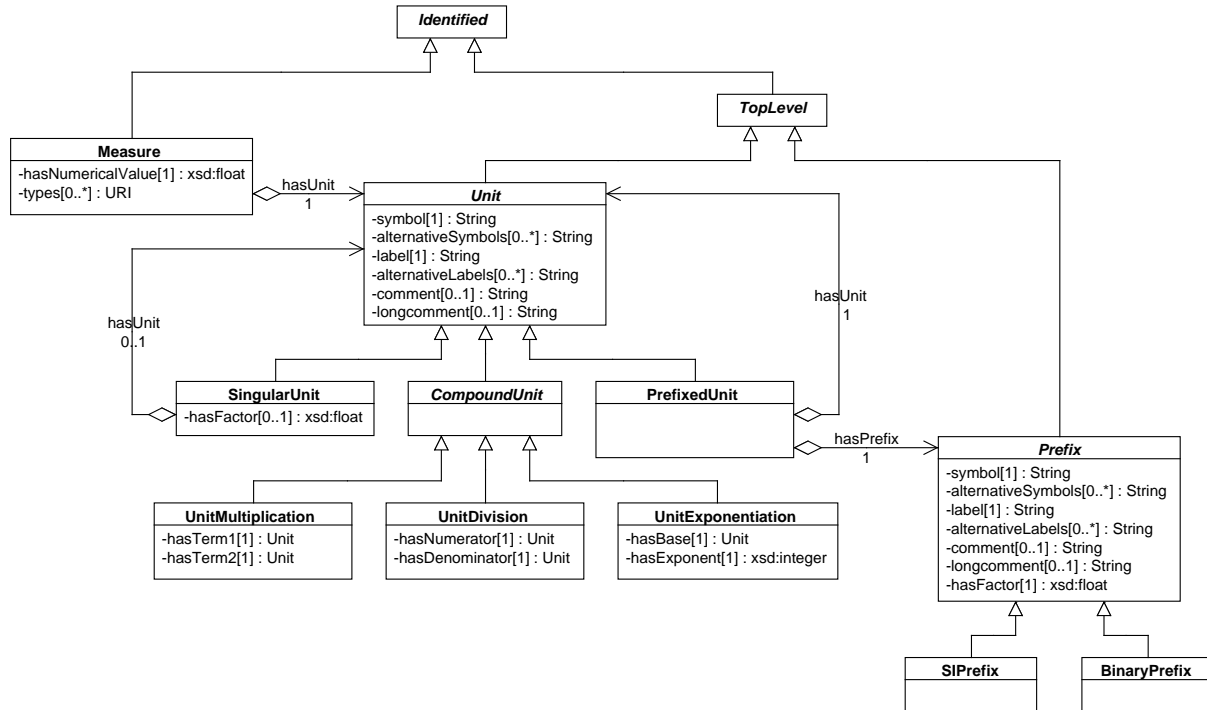 Identified
TopLevel
Measure
-hasNumericalValue[1] : xsd:float
-types[0..*] : URI
hasUnit
1
Unit
-symbol[1] : String
-alternativeSymbols[0..*] : String
-label[1] : String
-alternativeLabels[0..*] : String
-comment[0..1] : String
-longcomment[0..1] : String
hasUnit
0..1
hasUnit
1
SingularUnit
-hasFactor[0..1] : xsd:float
CompoundUnit
PrefixedUnit
hasPrefix
1
Prefix
-symbol[1] : String
-alternativeSymbols[0..*] : String
-label[1] : String
-alternativeLabels[0..*] : String
-comment[0..1] : String
-longcomment[0..1] : String
-hasFactor[1] : xsd:float
UnitMultiplication
-hasTerm1[1] : Unit
-hasTerm2[1] : Unit
UnitDivision
-hasNumerator[1] : Unit
-hasDenominator[1] : Unit
UnitExponentiation
-hasBase[1] : Unit
-hasExponent[1] : xsd:integer
SIPrefix
BinaryPrefix